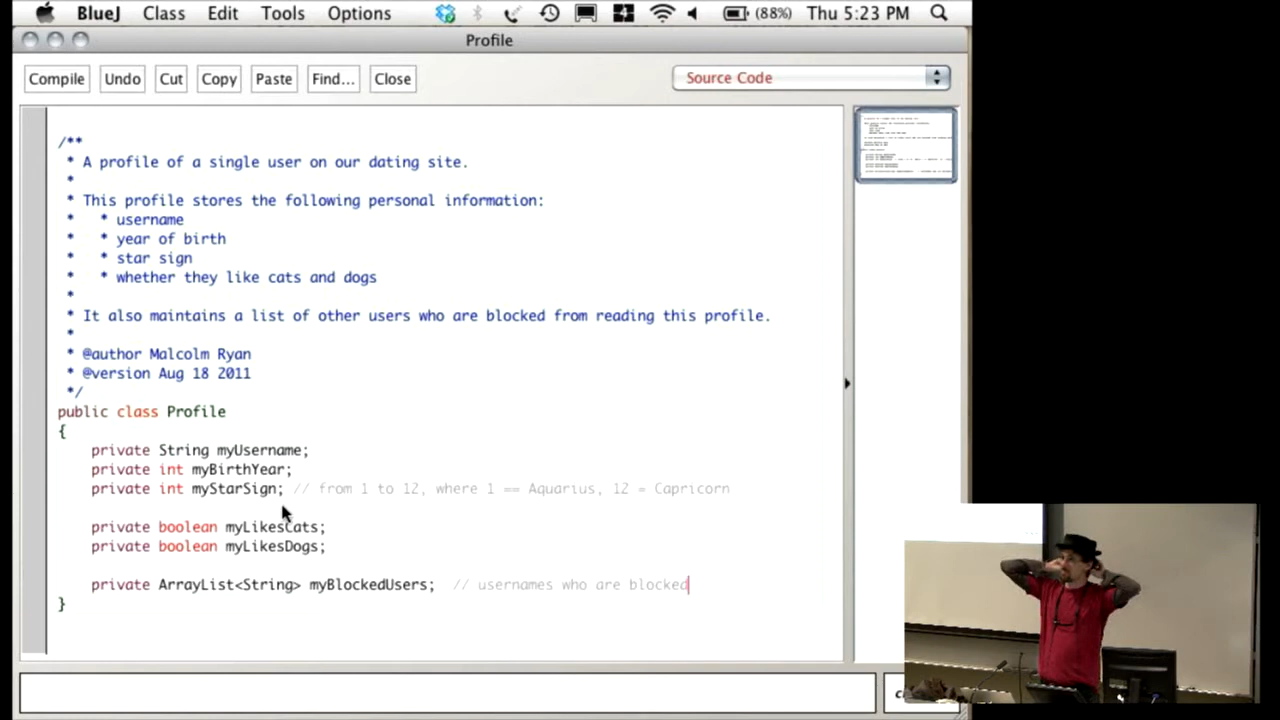 BlueJ Class Edit Tools Options 4 (88%) Thu 5:23 PM
Profile
Compile Undo Cut Copy Paste Find... Close Source Code
/**
* A profile of a single user on our dating site.
*
* This profile stores the following personal information:
* * username
* * year of birth
* * star sign
* * whether they like cats and dogs
*
* It also maintains a list of other users who are blocked from reading this profile.
*
* @author Malcolm Ryan
* @version Aug 18 2011
*/
public class Profile
{
private String myUsername;
private int myBirthYear;
private int myStarSign; // from 1 to 12, where 1 == Aquarius, 12 = Capricorn
private boolean myLikesCats;
private boolean myLikesDogs;
private ArrayList<String> myBlockedUsers; // usernames who are blocked
}